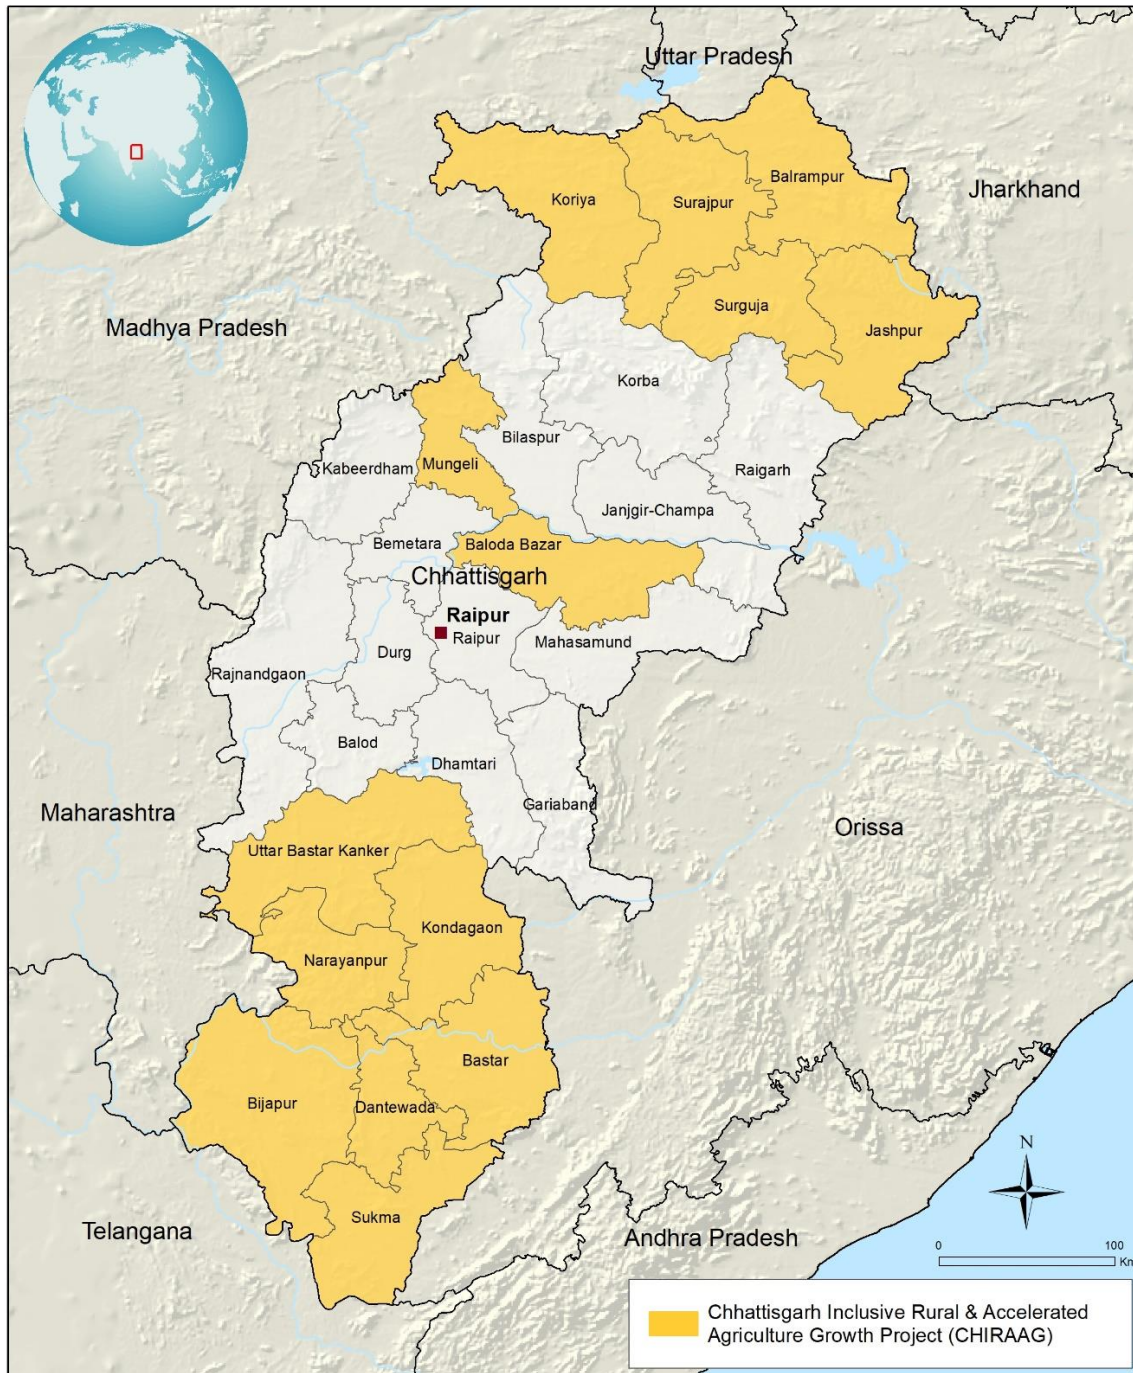 Uttar Pradesh
Balrampur
Jharkhand
Koriya
Surajpur
Surguja
Madhya Pradesh
Jashpur
Korba
Bilaspur
Kabeerdham
Mungeli
Raigarh
Janjgir-Champa
Bemetara
Baloda Bazar
Chhattisgarh
Raipur
Raipur
Mahasamund
Durg
Rajnandgaon
Balod
Dhamtari
Gariaband
Maharashtra
Orissa
Uttar Bastar Kanker
Kondagaon
Narayanpur
Bastar
Bijapur
Dantewada
Sukma
N
Telangana
Andhra Pradesh
0 100
Km
Chhattisgarh Inclusive Rural & Accelerated
Agriculture Growth Project (CHIRAAG)